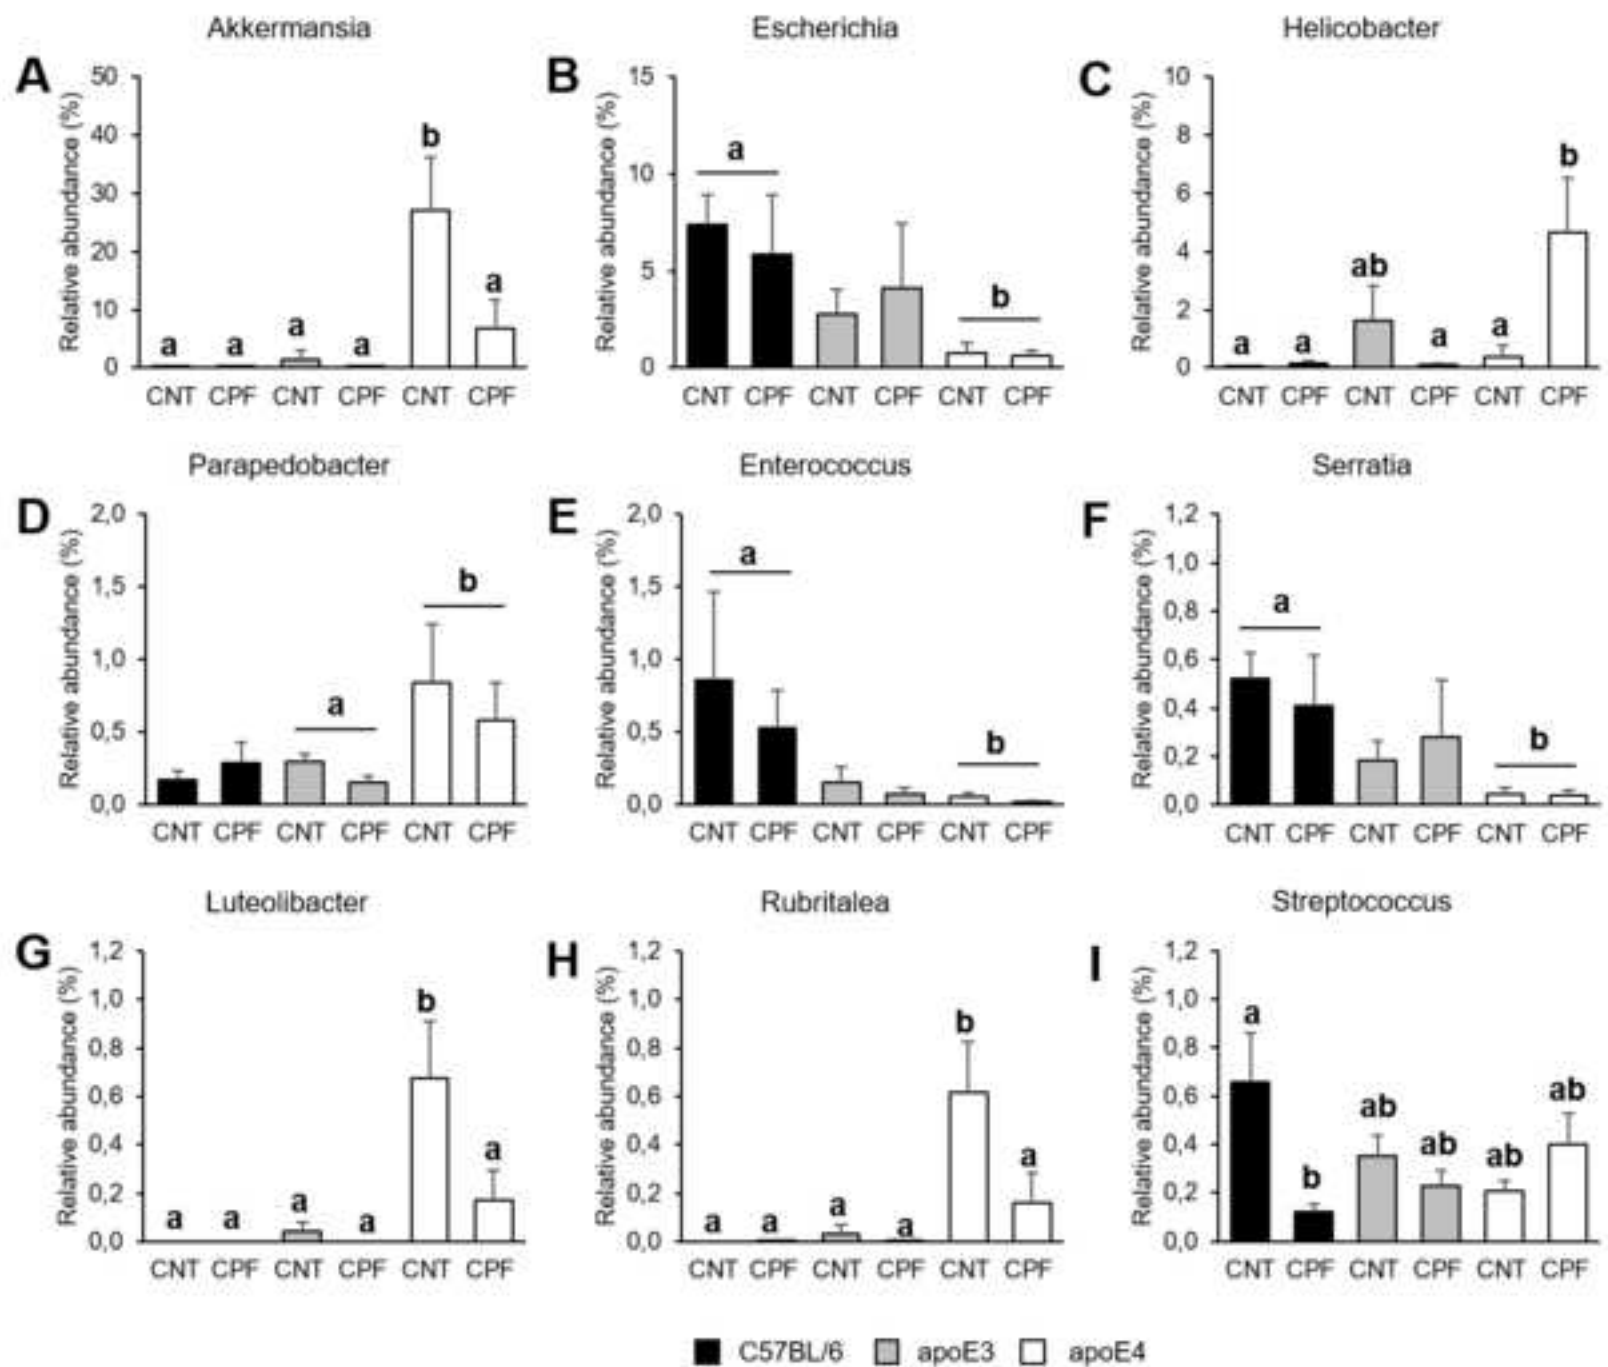 Akkermansia
A
Relative abundance (%)
50
40
30
20
10
0
a a a a b a
CNT CPF CNT CPF CNT CPF
Escherichia
B
Relative abundance (%)
15
10
5
0
a b
CNT CPF CNT CPF CNT CPF
Helicobacter
C
Relative abundance (%)
10
8
6
4
2
0
a a ab a a b
CNT CPF CNT CPF CNT CPF
Parapedobacter
D
Relative abundance (%)
2,0
1,5
1,0
0,5
0,0
a b
CNT CPF CNT CPF CNT CPF
Enterococcus
E
Relative abundance (%)
2,0
1,5
1,0
0,5
0,0
a b
CNT CPF CNT CPF CNT CPF
Serratia
F
Relative abundance (%)
1,2
1,0
0,8
0,6
0,4
0,2
0,0
a b
CNT CPF CNT CPF CNT CPF
Luteolibacter
G
Relative abundance (%)
1,2
1,0
0,8
0,6
0,4
0,2
0,0
a a a a b a
CNT CPF CNT CPF CNT CPF
Rubritalea
H
Relative abundance (%)
1,2
1,0
0,8
0,6
0,4
0,2
0,0
a a a a b a
CNT CPF CNT CPF CNT CPF
Streptococcus
I
Relative abundance (%)
1,2
1,0
0,8
0,6
0,4
0,2
0,0
a b ab ab ab ab
CNT CPF CNT CPF CNT CPF
C57BL/6 apoE3 apoE4